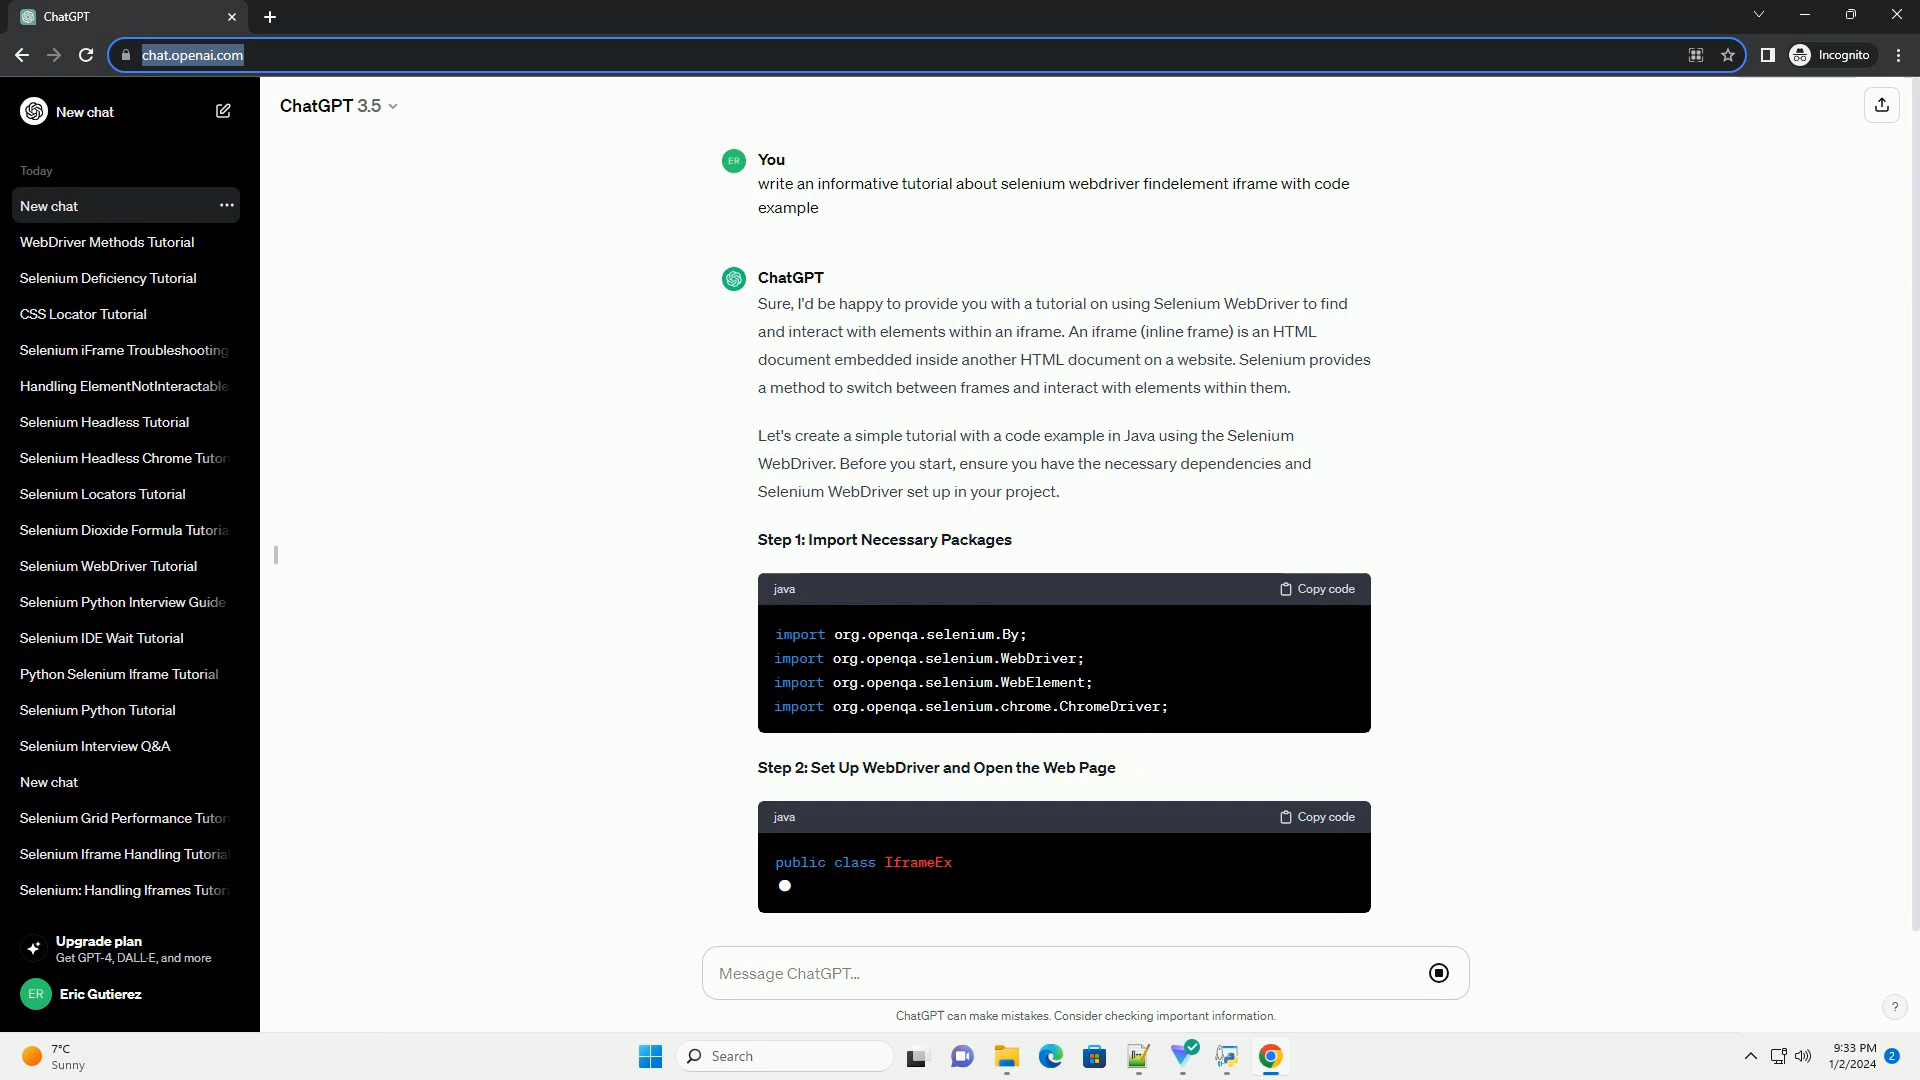 ChatGPT
chat.openai.com
Incognito
New chat
Today
New chat
WebDriver Methods Tutorial
Selenium Deficiency Tutorial
CSS Locator Tutorial
Selenium iFrame Troubleshooting
Handling ElementNotInteractable
Selenium Headless Tutorial
Selenium Headless Chrome Tutor
Selenium Locators Tutorial
Selenium Dioxide Formula Tutoria
Selenium WebDriver Tutorial
Selenium Python Interview Guide
Selenium IDE Wait Tutorial
Python Selenium Iframe Tutorial
Selenium Python Tutorial
Selenium Interview Q&A
New chat
Selenium Grid Performance Tutor
Selenium Iframe Handling Tutorial
Selenium: Handling Iframes Tutor
Upgrade plan
Get GPT-4, DALL·E, and more
ER
Eric Gutierez
ChatGPT 3.5
ER
You
write an informative tutorial about selenium webdriver findelement iframe with code
example
ChatGPT
Sure, I'd be happy to provide you with a tutorial on using Selenium WebDriver to find
and interact with elements within an iframe. An iframe (inline frame) is an HTML
document embedded inside another HTML document on a website. Selenium provides
a method to switch between frames and interact with elements within them.
Let's create a simple tutorial with a code example in Java using the Selenium
WebDriver. Before you start, ensure you have the necessary dependencies and
Selenium WebDriver set up in your project.
Step 1: Import Necessary Packages
java
Copy code
import org.openqa.selenium.By;
import org.openqa.selenium.WebDriver;
import org.openqa.selenium.WebElement;
import org.openqa.selenium.chrome.ChromeDriver;
Step 2: Set Up WebDriver and Open the Web Page
java
Copy code
public class IframeEx
Message ChatGPT...
ChatGPT can make mistakes. Consider checking important information.
?
7°C
Sunny
Search
9:33 PM
1/2/2024
2